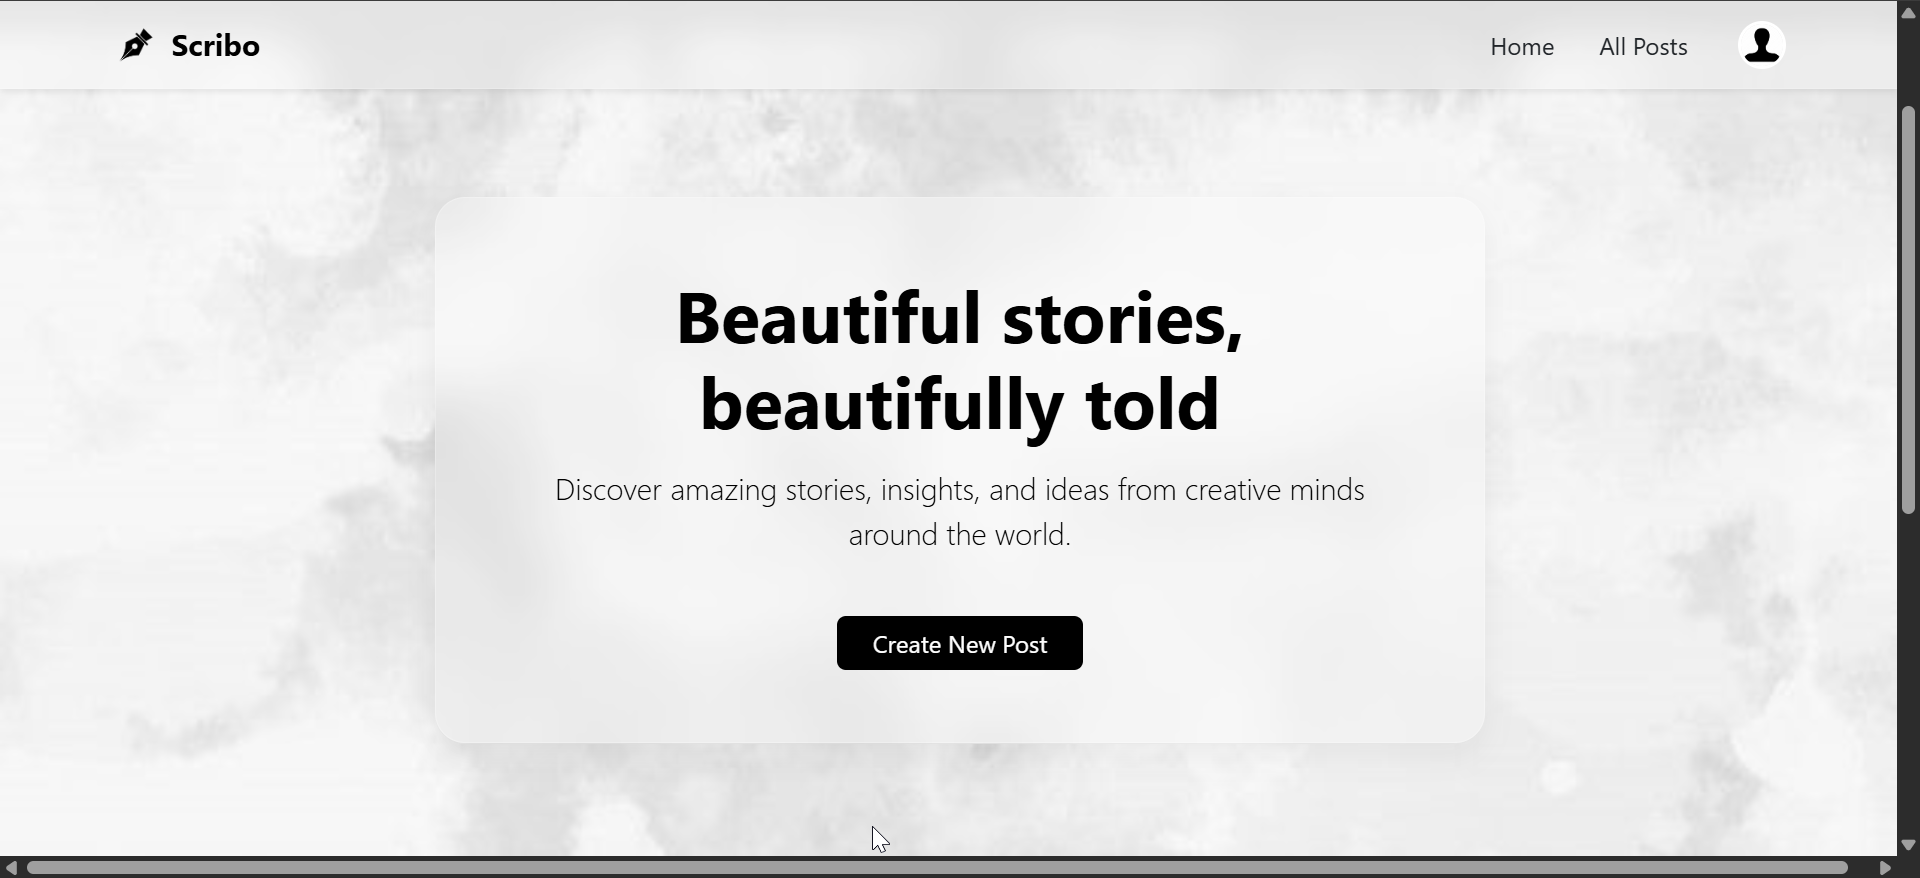 Scribo
Home
All Posts
Beautiful stories,
beautifully told
Discover amazing stories, insights, and ideas from creative minds
around the world.
Create New Post